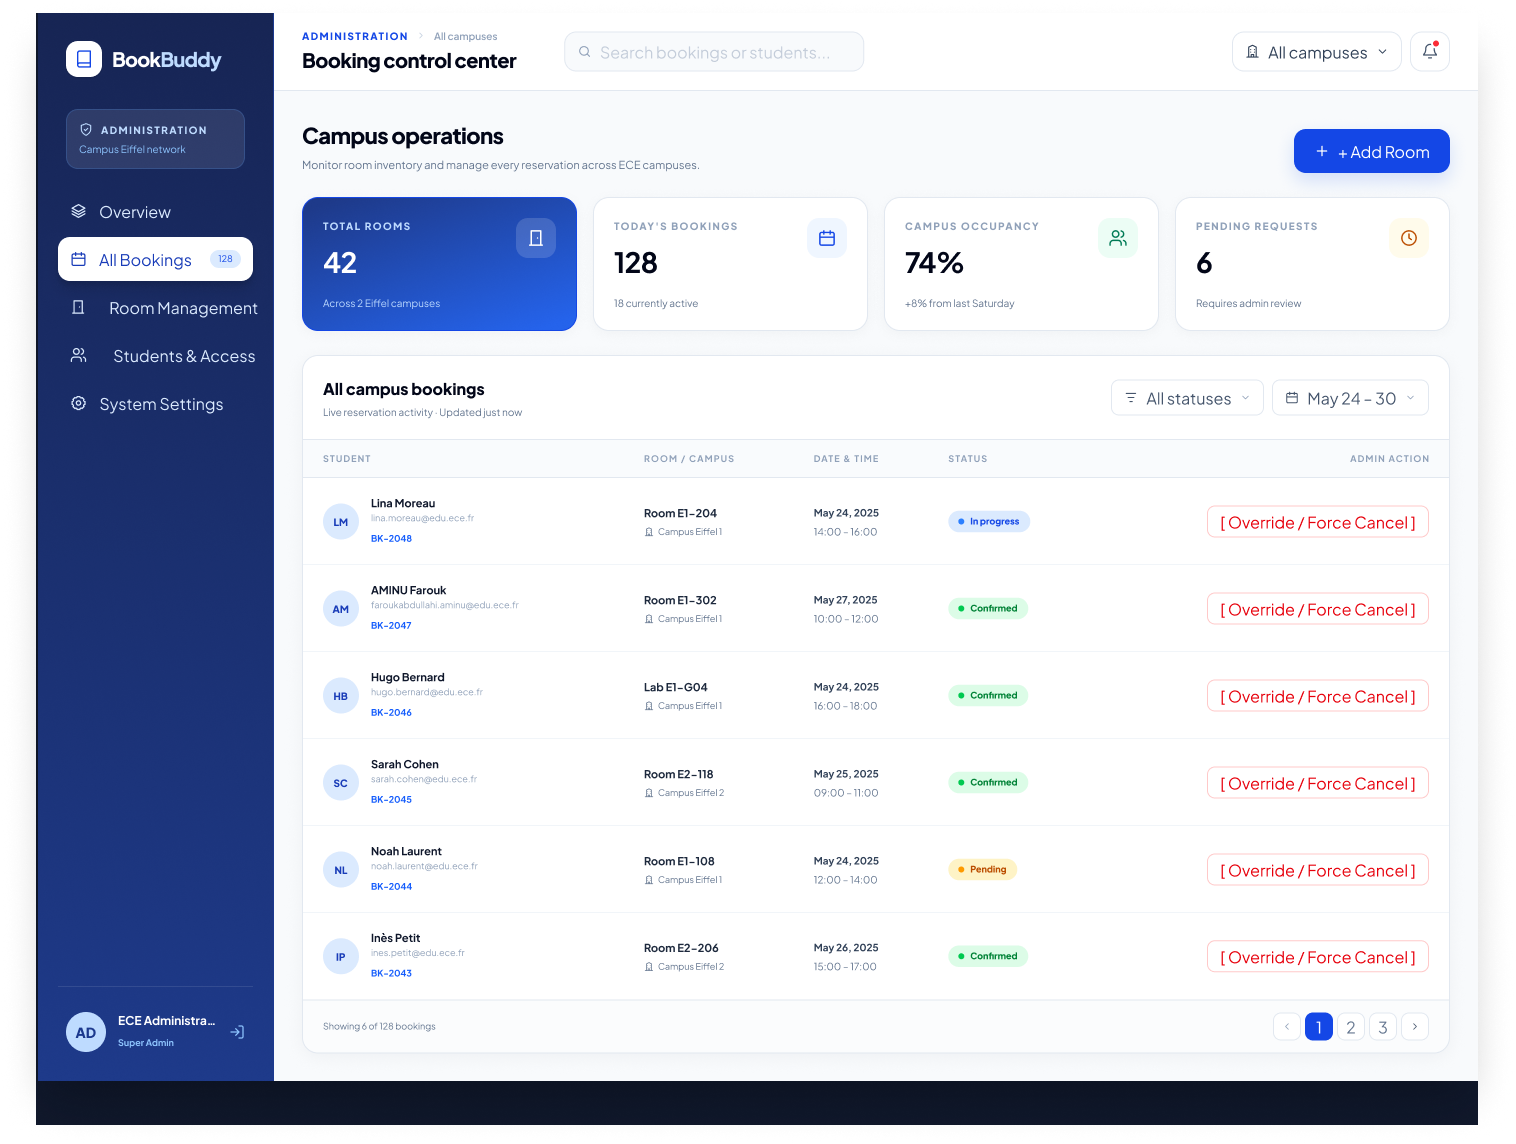 BookBuddy
ADMINISTRATION
Campus Eiffel network
Overview
All Bookings 128
Room Management
Students & Access
System Settings
ECE Administra...
AD
Super Admin
ADMINISTRATION > All campuses
Booking control center
Search bookings or students...
All campuses
Campus operations
Monitor room inventory and manage every reservation across ECE campuses.
+ + Add Room
TOTAL ROOMS
42
Across 2 Eiffel campuses
TODAY'S BOOKINGS
128
18 currently active
CAMPUS OCCUPANCY
74%
+8% from last Saturday
PENDING REQUESTS
6
Requires admin review
All campus bookings
Live reservation activity · Updated just now
All statuses
May 24 – 30
STUDENT ROOM / CAMPUS DATE & TIME STATUS ADMIN ACTION
LM
Lina Moreau
lina.moreau@edu.ece.fr
BK-2048
Room E1-204
Campus Eiffel 1
May 24, 2025
14:00 – 16:00
In progress
[ Override / Force Cancel ]
AM
AMINU Farouk
faroukabdullahi.aminu@edu.ece.fr
BK-2047
Room E1-302
Campus Eiffel 1
May 27, 2025
10:00 – 12:00
Confirmed
[ Override / Force Cancel ]
HB
Hugo Bernard
hugo.bernard@edu.ece.fr
BK-2046
Lab E1-G04
Campus Eiffel 1
May 24, 2025
16:00 – 18:00
Confirmed
[ Override / Force Cancel ]
SC
Sarah Cohen
sarah.cohen@edu.ece.fr
BK-2045
Room E2-118
Campus Eiffel 2
May 25, 2025
09:00 – 11:00
Confirmed
[ Override / Force Cancel ]
NL
Noah Laurent
noah.laurent@edu.ece.fr
BK-2044
Room E1-108
Campus Eiffel 1
May 24, 2025
12:00 – 14:00
Pending
[ Override / Force Cancel ]
IP
Inès Petit
ines.petit@edu.ece.fr
BK-2043
Room E2-206
Campus Eiffel 2
May 26, 2025
15:00 – 17:00
Confirmed
[ Override / Force Cancel ]
Showing 6 of 128 bookings
‹ 1 2 3 ›